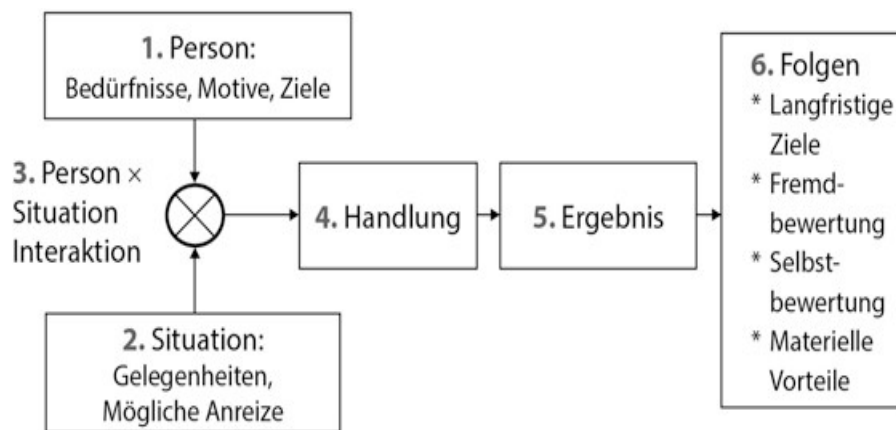 1. Person:
Bedürfnisse, Motive, Ziele
2. Situation:
Gelegenheiten,
Mögliche Anreize
3. Person ×
Situation
Interaktion
4. Handlung
5. Ergebnis
6. Folgen
* Langfristige
Ziele
* Fremd-
bewertung
* Selbst-
bewertung
* Materielle
Vorteile